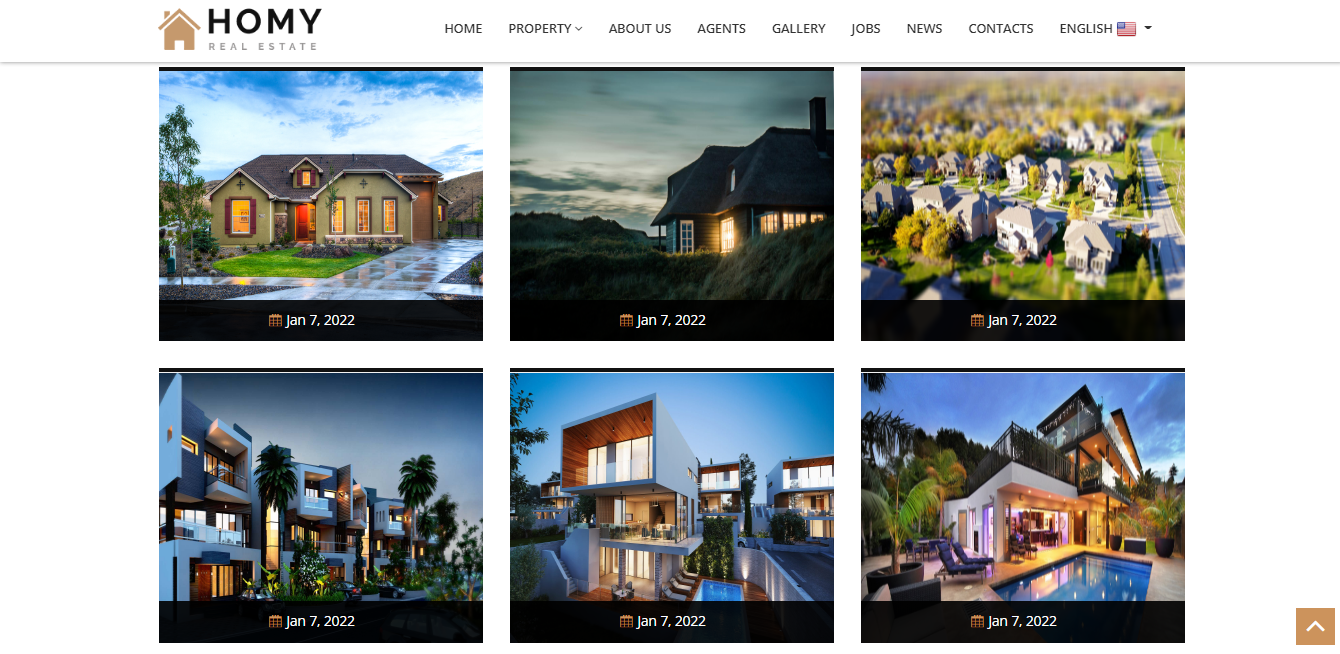 HOMY
REAL ESTATE
HOME PROPERTY ABOUT US AGENTS GALLERY JOBS NEWS CONTACTS ENGLISH
Jan 7, 2022 Jan 7, 2022 Jan 7, 2022
Jan 7, 2022 Jan 7, 2022 Jan 7, 2022